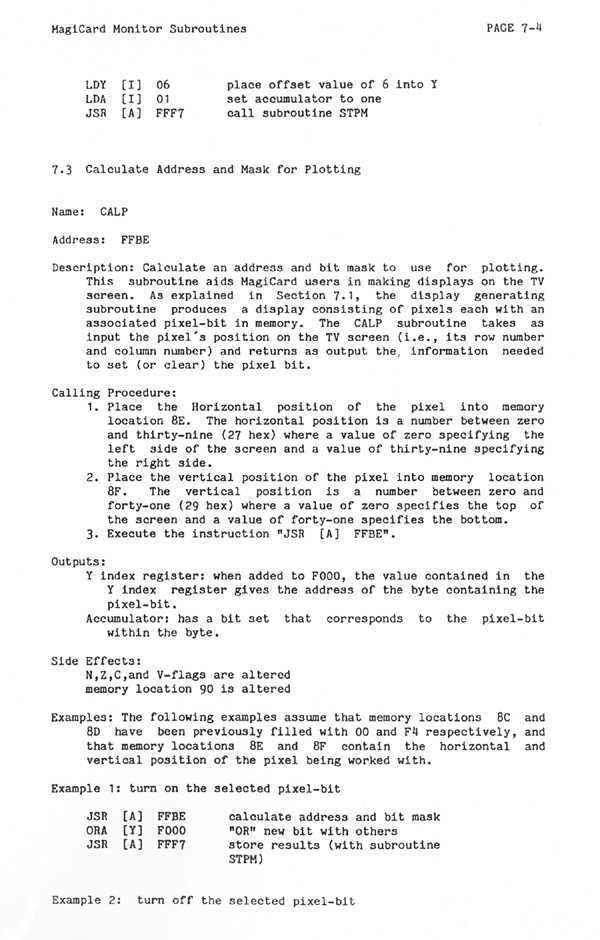 MagiCard Monitor Subroutines PAGE 7-4
LDY [I] 06 place offset value of 6 into Y
LDA [I] 01 set accumulator to one
JSR [A] FFF7 call subroutine STPM
7.3 Calculate Address and Mask for Plotting
Name: CALP
Address: FFBE
Description: Calculate an address and bit mask to use for plotting.
This subroutine aids MagiCard users in making displays on the TV
screen. As explained in Section 7.1, the display generating
subroutine produces a display consisting of pixels each with an
associated pixel-bit in memory. The CALP subroutine takes as
input the pixel's position on the TV screen (i.e., its row number
and column number) and returns as output the, information needed
to set (or clear) the pixel bit.
Calling Procedure:
1. Place the Horizontal position of the pixel into memory
location 8E. The horizontal position is a number between zero
and thirty-nine (27 hex) where a value of zero specifying the
left side of the screen and a value of thirty-nine specifying
the right side.
2. Place the vertical position of the pixel into memory location
8F. The vertical position is a number between zero and
forty-one (29 hex) where a value of zero specifies the top of
the screen and a value of forty-one specifies the bottom.
3. Execute the instruction "JSR [A] FFBE".
Outputs:
Y index register: when added to F000, the value contained in the
Y index register gives the address of the byte containing the
pixel-bit.
Accumulator: has a bit set that corresponds to the pixel-bit
within the byte.
Side Effects:
N,Z,C,and V-flags are altered
memory location 90 is altered
Examples: The following examples assume that memory locations 8C and
8D have been previously filled with 00 and F4 respectively, and
that memory locations 8E and 8F contain the horizontal and
vertical position of the pixel being worked with.
Example 1: turn on the selected pixel-bit
JSR [A] FFBE calculate address and bit mask
ORA [Y] F000 "OR" new bit with others
JSR [A] FFF7 store results (with subroutine
STPM)
Example 2: turn off the selected pixel-bit